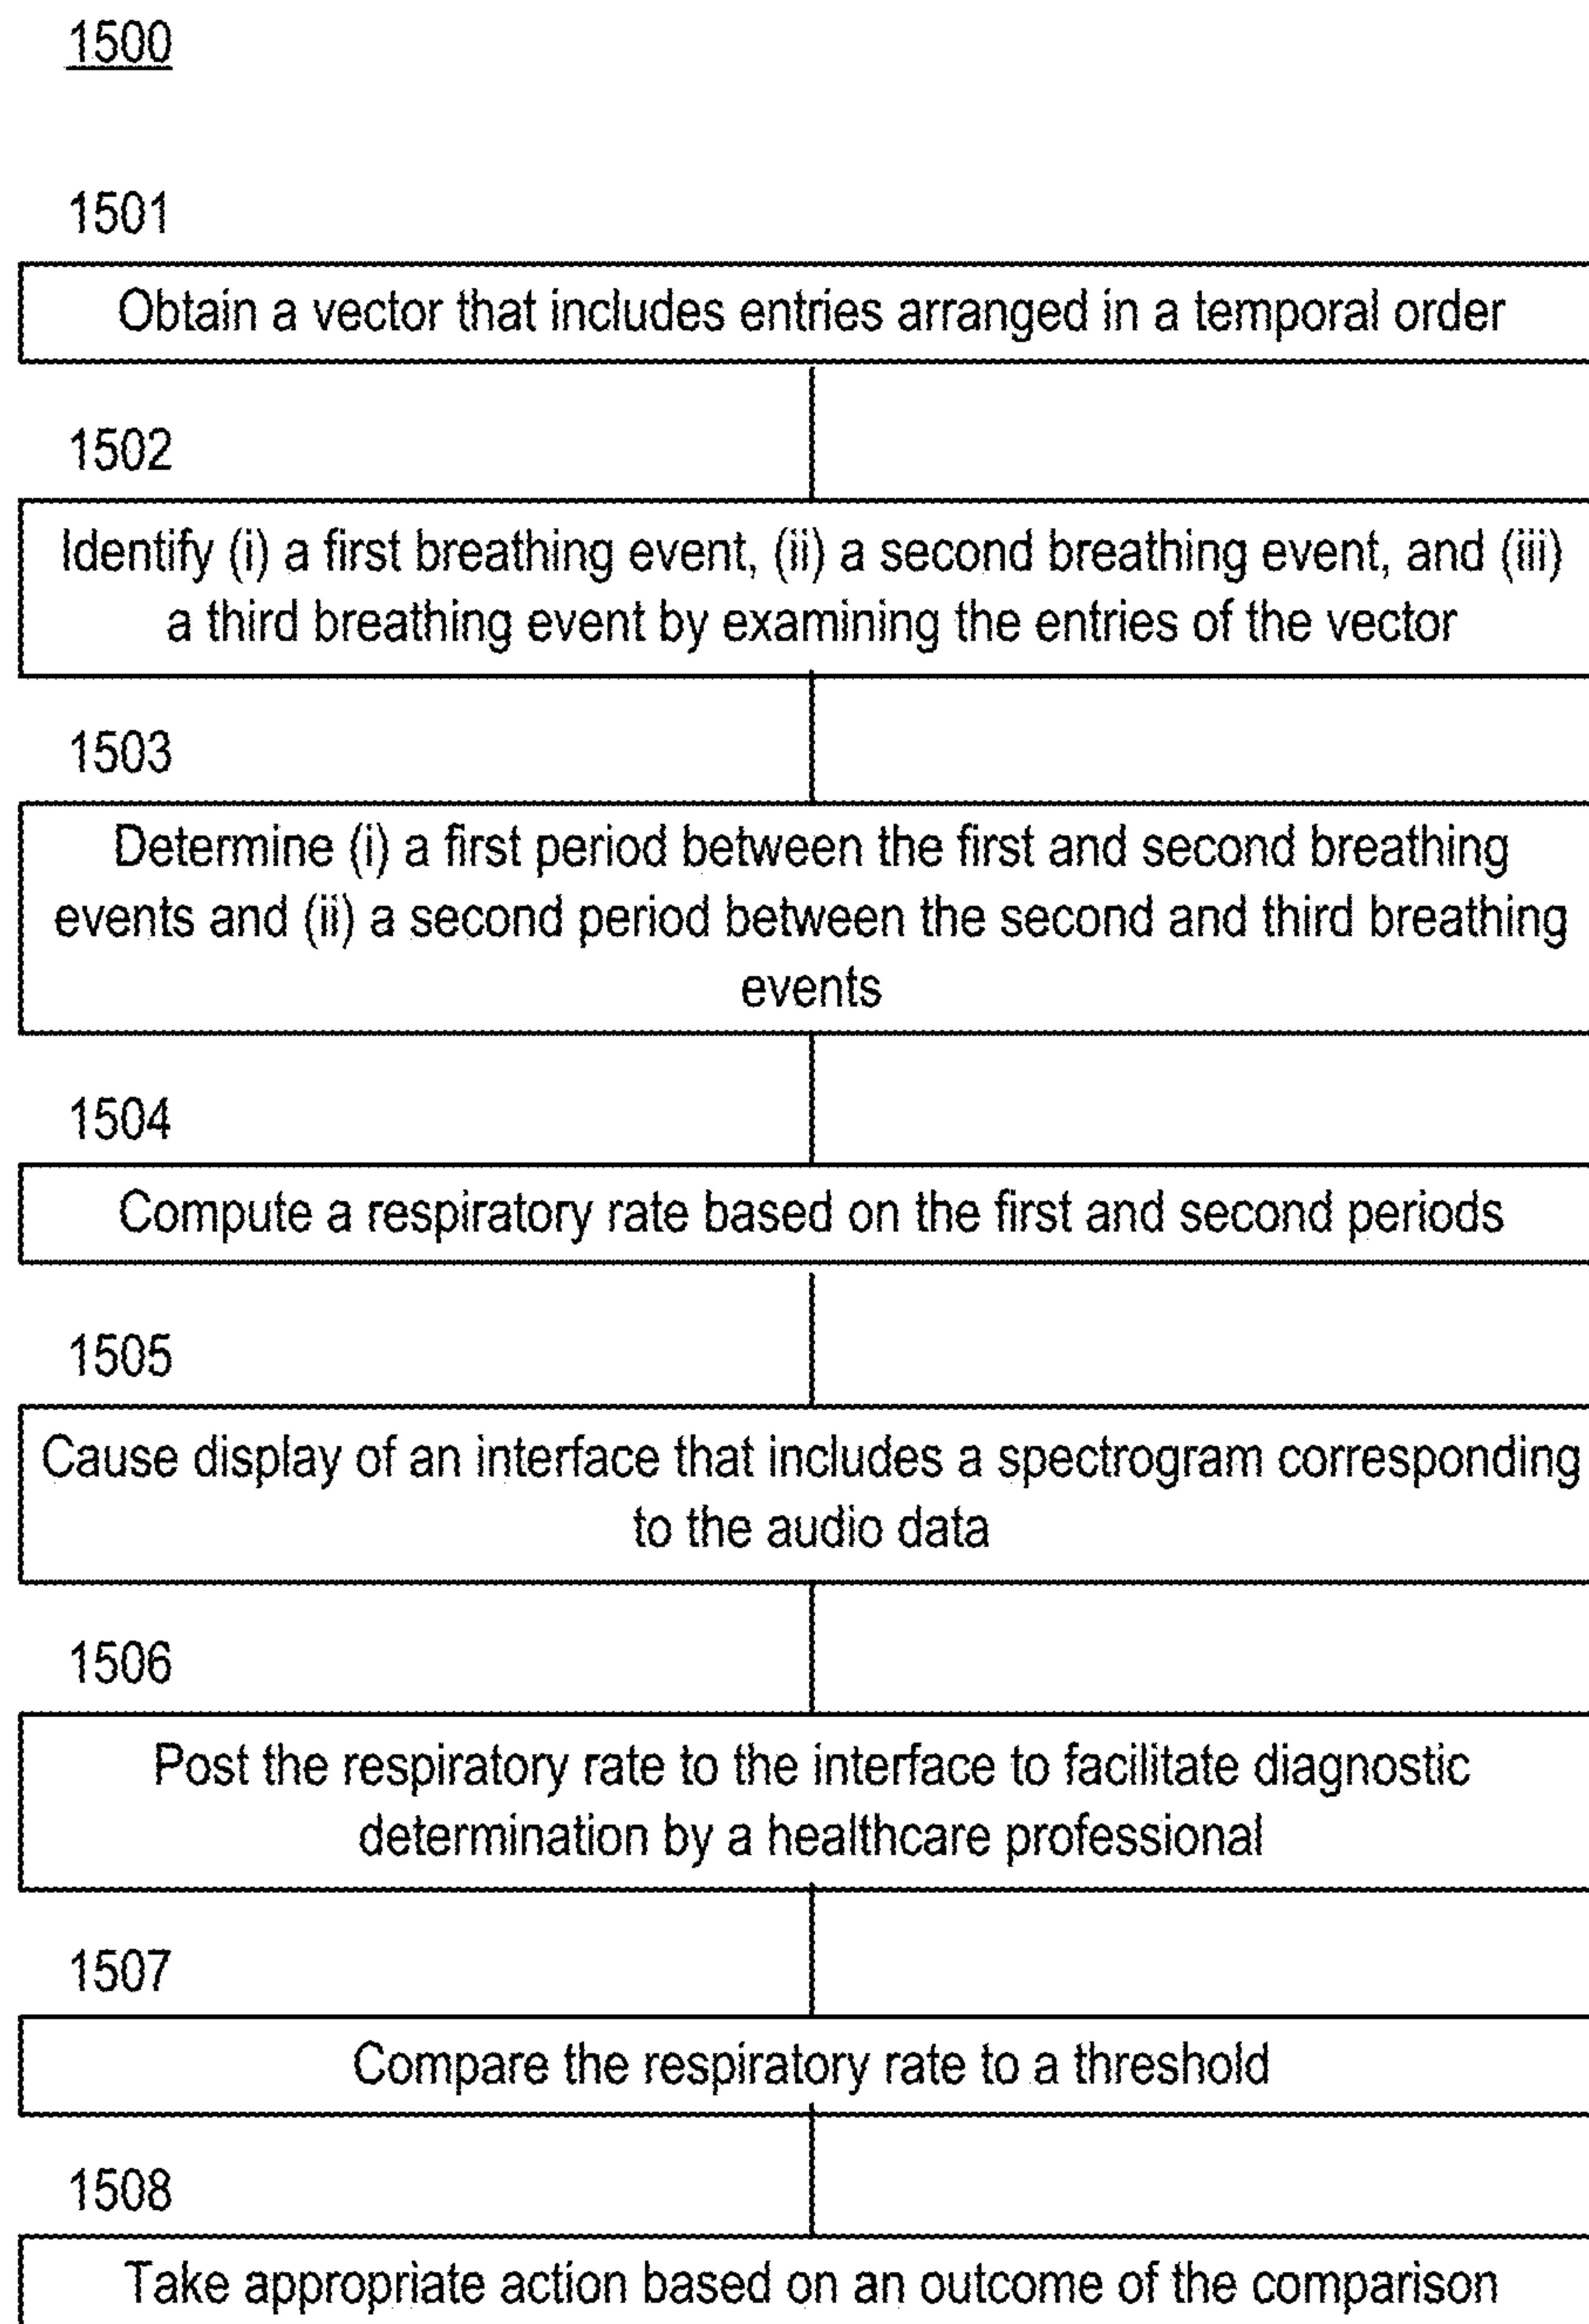 1500
1501
Obtain a vector that includes entries arranged in a temporal order
1502
Identify (i) a first breathing event, (ii) a second breathing event, and (iii)
a third breathing event by examining the entries of the vector
1503
Determine (i) a first period between the first and second breathing
events and (ii) a second period between the second and third breathing
events
1504
Compute a respiratory rate based on the first and second periods
1505
Cause display of an interface that includes a spectrogram corresponding
to the audio data
1506
Post the respiratory rate to the interface to facilitate diagnostic
determination by a healthcare professional
1507
Compare the respiratory rate to a threshold
1508
Take appropriate action based on an outcome of the comparison